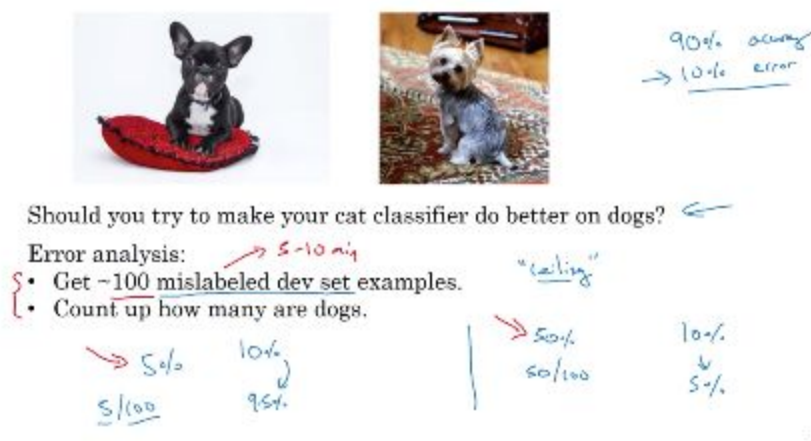 90% accuracy
→ 10% error
Should you try to make your cat classifier do better on dogs?
Error analysis:
→ 5-10 min
• Get ~100 mislabeled dev set examples.
"ceiling"
• Count up how many are dogs.
5% 10%
5/100 9.5%
50% 10%
50/100 5%